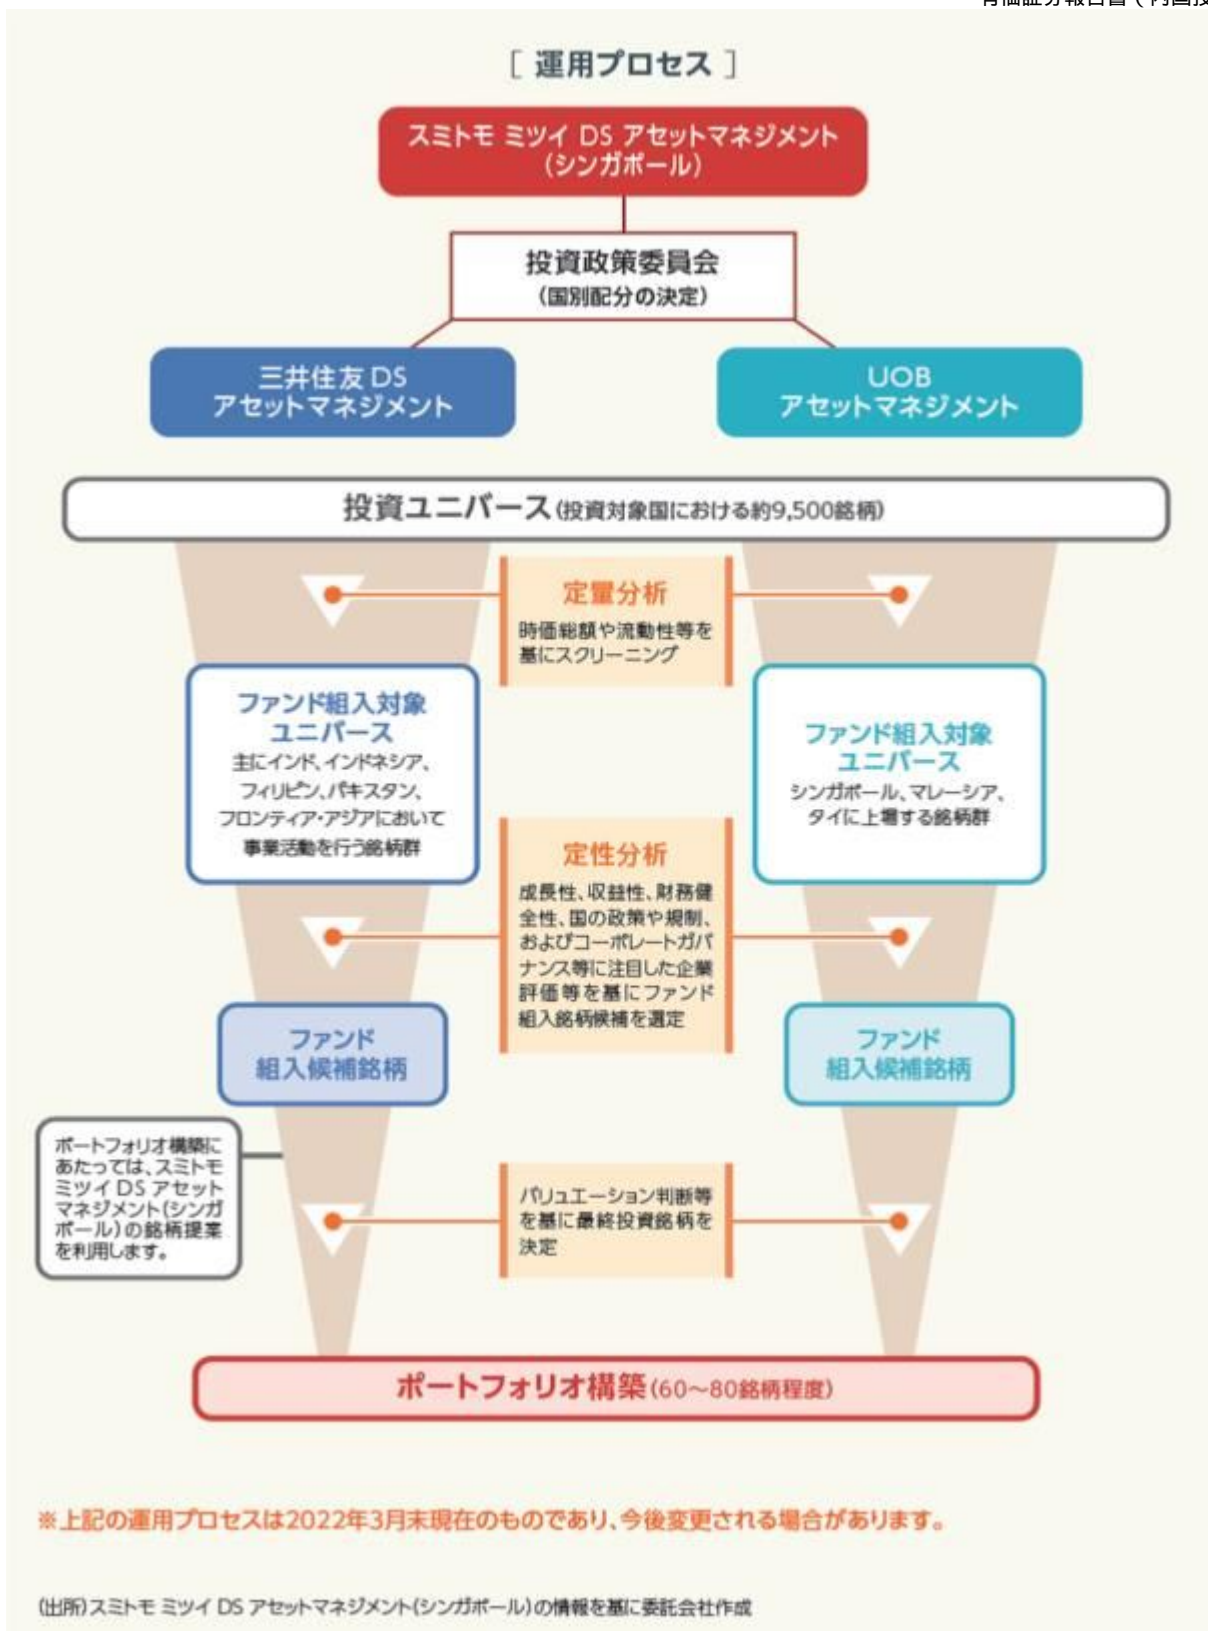 [ 運用プロセス ]
スミトモ ミツイ DS アセットマネジメント
(シンガポール)
投資政策委員会
(国別配分の決定)
三井住友 DS
アセットマネジメント
UOB
アセットマネジメント
投資ユニバース(投資対象国における約9,500銘柄)
定量分析
時価総額や流動性等を
基にスクリーニング
ファンド組入対象
ユニバース
主にインド、インドネシア、
フィリピン、パキスタン、
フロンティア・アジアにおいて
事業活動を行う銘柄群
ファンド組入対象
ユニバース
シンガポール、マレーシア、
タイに上場する銘柄群
定性分析
成長性、収益性、財務健
全性、国の政策や規制、
およびコーポレートガバ
ナンス等に注目した企業
評価等を基にファンド
組入銘柄候補を選定
ファンド
組入候補銘柄
ファンド
組入候補銘柄
ポートフォリオ構築に
あたっては、スミトモ
ミツイ DS アセット
マネジメント(シンガ
ポール)の銘柄提案
を利用します。
バリュエーション判断等
を基に最終投資銘柄を
決定
ポートフォリオ構築(60～80銘柄程度)
※上記の運用プロセスは2022年3月末現在のものであり、今後変更される場合があります。
(出所)スミトモ ミツイ DS アセットマネジメント(シンガポール)の情報を基に委託会社作成